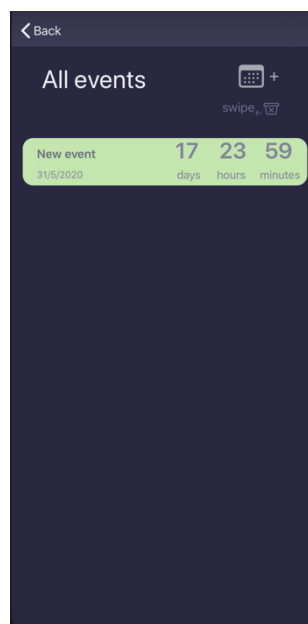 Back
All events
+
swipe
New event 17 23 59
31/5/2020 days hours minutes